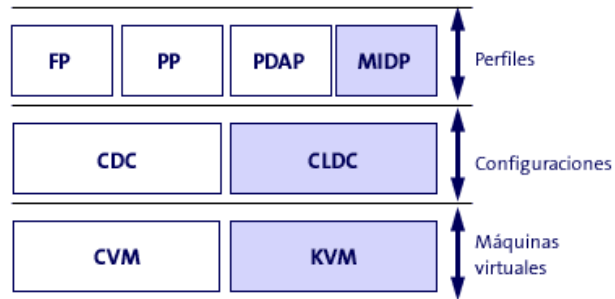 FP PP PDAP MIDP Perfiles
CDC CLDC Configuraciones
CVM KVM Máquinas
virtuales